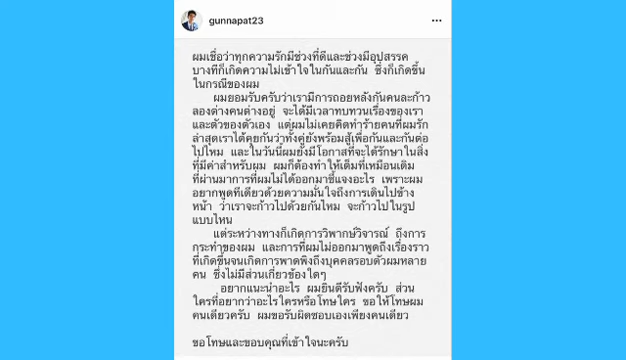 gunnapat23
ผมเชื่อว่าทุกความรักมีช่วงที่ดีและช่วงมีอุปสรรค
บางทีก็เกิดความไม่เข้าใจในกันและกัน ซึ่งก็เกิดขึ้น
ในกรณีของผม
ผมยอมรับครับว่าเรามีการถอยหลังกันคนละก้าว
ลองต่างคนต่างอยู่ จะได้มีเวลาทบทวนเรื่องของเรา
และตัวของตัวเอง แต่ผมไม่เคยคิดทำร้ายคนที่ผมรัก
ล่าสุดเราได้คุยกันว่าทั้งคู่ยังพร้อมสู้เพื่อกันและกันต่อ
ไปไหม และในวันนี้ผมยังมีโอกาสที่จะได้รักษาในสิ่ง
ที่มีค่าสำหรับผม ผมก็ต้องทำให้เต็มที่เหมือนเดิม
ที่ผ่านมาการที่ผมไม่ได้ออกมาชี้แจงอะไร เพราะผม
อยากพูดทีเดียวด้วยความมั่นใจถึงการเดินไปข้าง
หน้า ว่าเราจะก้าวไปด้วยกันไหม จะก้าวไปในรูป
แบบไหน
แต่ระหว่างทางก็เกิดการวิพากษ์วิจารณ์ ถึงการ
กระทำของผม และการที่ผมไม่ออกมาพูดถึงเรื่องราว
ที่เกิดขึ้นจนเกิดการพาดพิงถึงบุคคลรอบตัวผมหลาย
คน ซึ่งไม่มีส่วนเกี่ยวข้องใดๆ
อยากแนะนำอะไร ผมยินดีรับฟังครับ ส่วน
ใครที่อยากว่าอะไรใครหรือโทษใคร ขอให้โทษผม
คนเดียวครับ ผมขอรับผิดชอบเองเพียงคนเดียว
ขอโทษและขอบคุณที่เข้าใจนะครับ